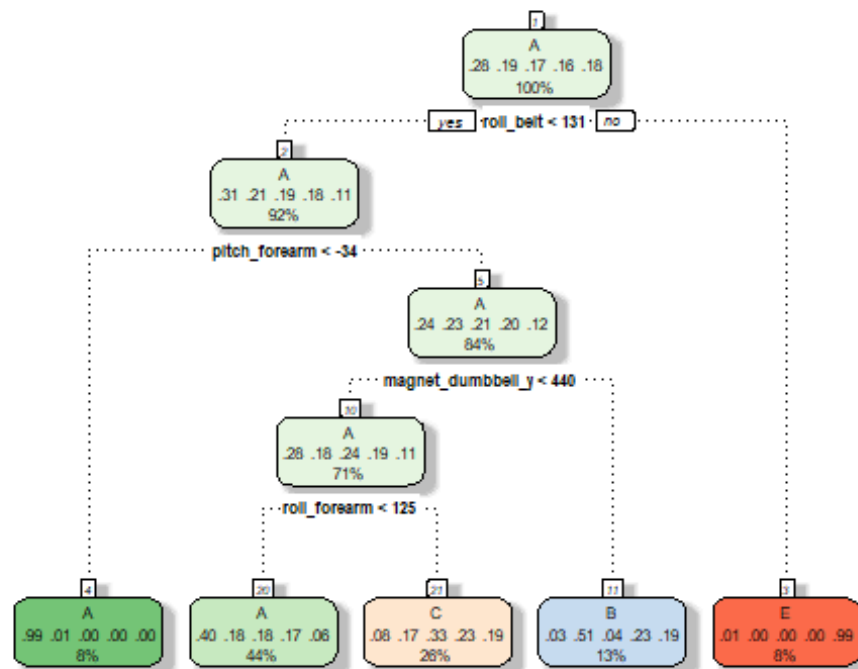 1
A
.28 .19 .17 .16 .18
100%
yes roll_belt < 131 no
2
A
.31 .21 .19 .18 .11
92%
pitch_forearm < -34
5
A
.24 .23 .21 .20 .12
84%
magnet_dumbbell_y < 440
10
A
.28 .18 .24 .19 .11
71%
roll_forearm < 125
4
A
.99 .01 .00 .00 .00
8%
20
A
.40 .18 .18 .17 .06
44%
21
C
.08 .17 .33 .23 .19
26%
11
B
.03 .51 .04 .23 .19
13%
3
E
.01 .00 .00 .00 .99
8%